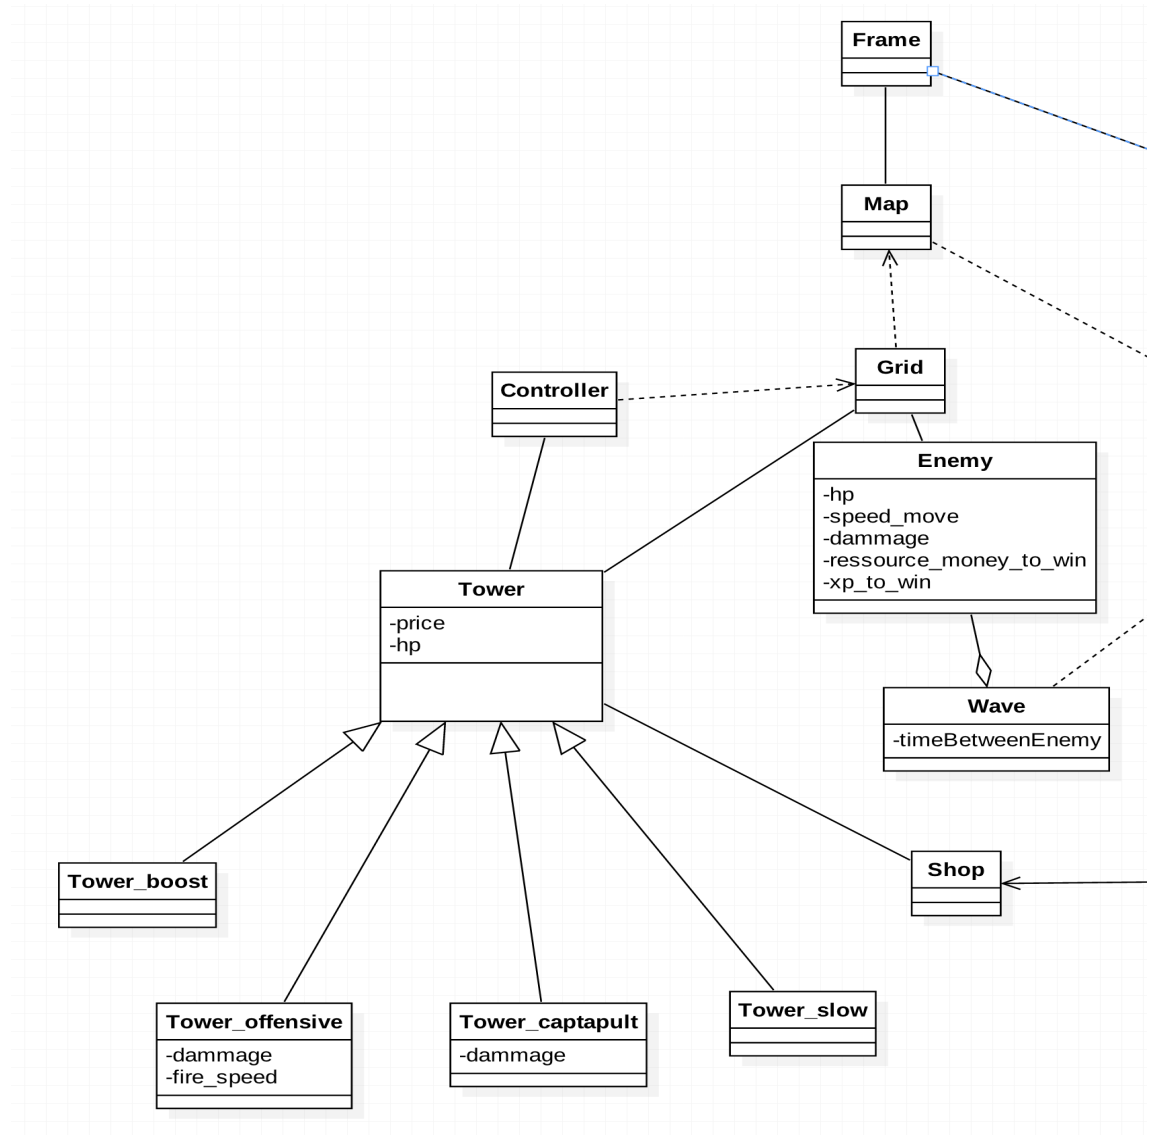 Frame
Map
Grid
Controller
Enemy
-hp
-speed_move
-dammage
-ressource_money_to_win
-xp_to_win
Tower
-price
-hp
Wave
-timeBetweenEnemy
Shop
Tower_boost
Tower_offensive
-dammage
-fire_speed
Tower_captapult
-dammage
Tower_slow